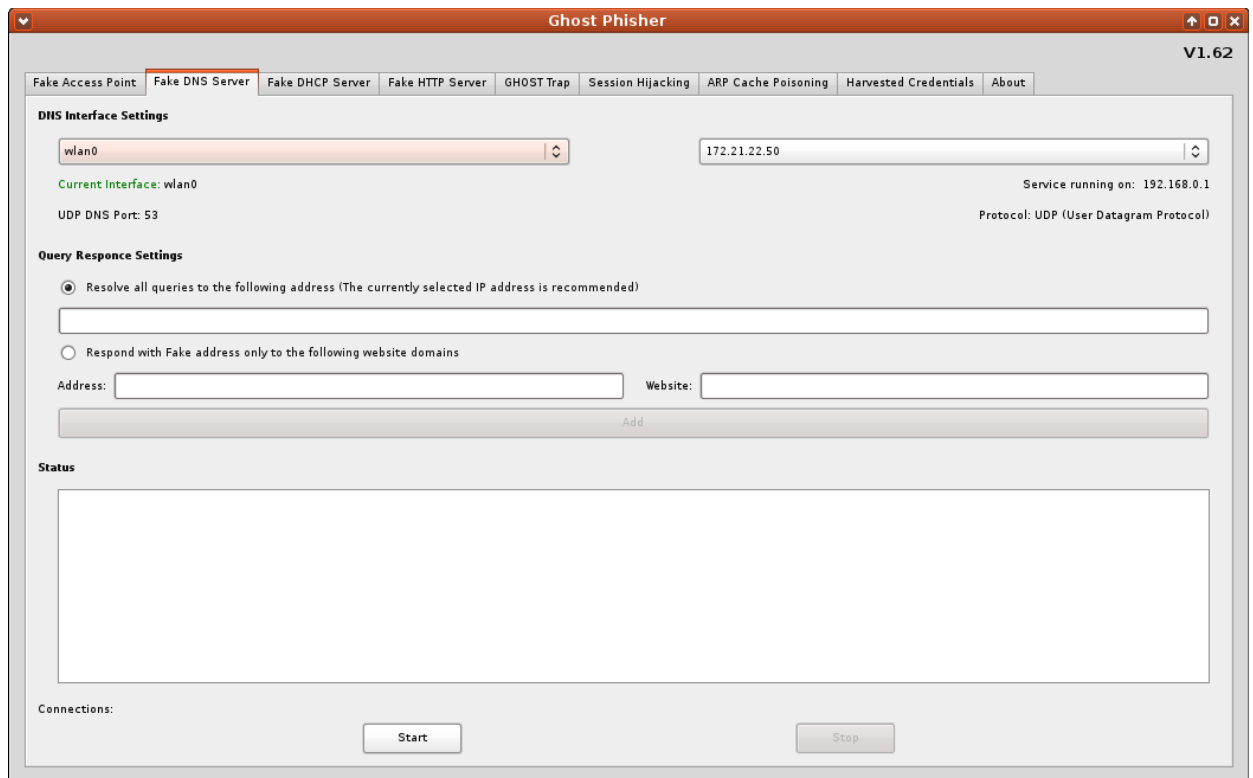 Ghost Phisher
V1.62
Fake Access Point Fake DNS Server Fake DHCP Server Fake HTTP Server GHOST Trap Session Hijacking ARP Cache Poisoning Harvested Credentials About
DNS Interface Settings
wlan0 172.21.22.50
Current Interface: wlan0 Service running on: 192.168.0.1
UDP DNS Port: 53 Protocol: UDP (User Datagram Protocol)
Query Responce Settings
Resolve all queries to the following address (The currently selected IP address is recommended)
Respond with Fake address only to the following website domains
Address: Website:
Add
Status
Connections:
Start Stop